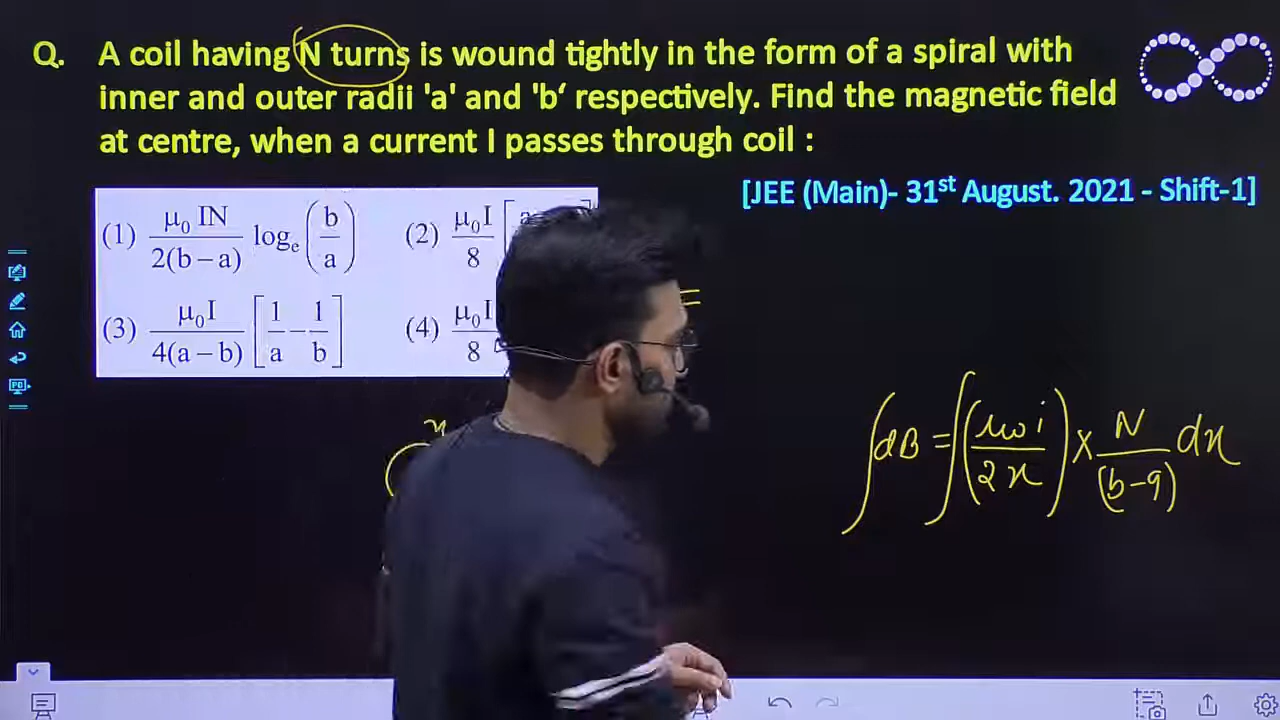 Q. A coil having N turns is wound tightly in the form of a spiral with
inner and outer radii 'a' and 'b‘ respectively. Find the magnetic field
at centre, when a current I passes through coil :
[JEE (Main)- 31st August. 2021 - Shift-1]
(1) μ₀ IN / 2(b – a) logₑ (b / a) (2) μ₀I / 8 [
(3) μ₀I / 4(a – b) [1/a – 1/b] (4) μ₀I / 8
=
x
∫dB = ∫(μ₀ i / 2x) × N / (b-a) dx